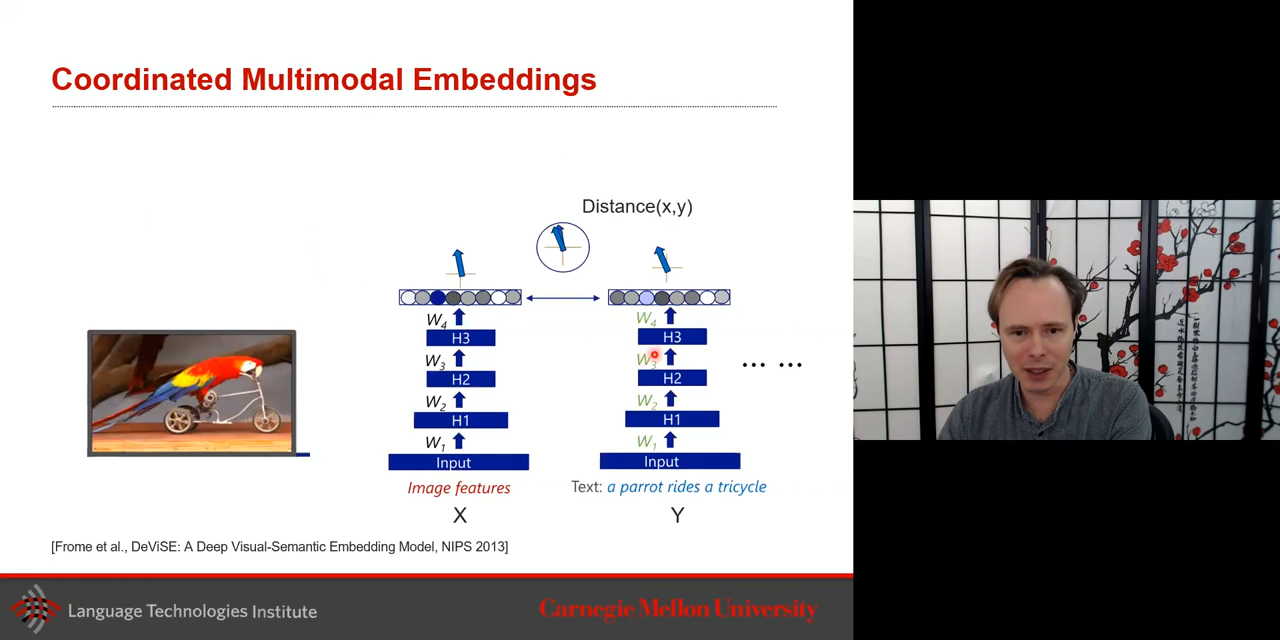 Coordinated Multimodal Embeddings
Distance(x,y)
W4 W4
H3 H3
W3 W3
H2 H2
W2 W2
H1 H1
W1 W1
Input Input
Image features Text: a parrot rides a tricycle
X Y
... ...
[Frome et al., DeViSE: A Deep Visual-Semantic Embedding Model, NIPS 2013]
Language Technologies Institute Carnegie Mellon University